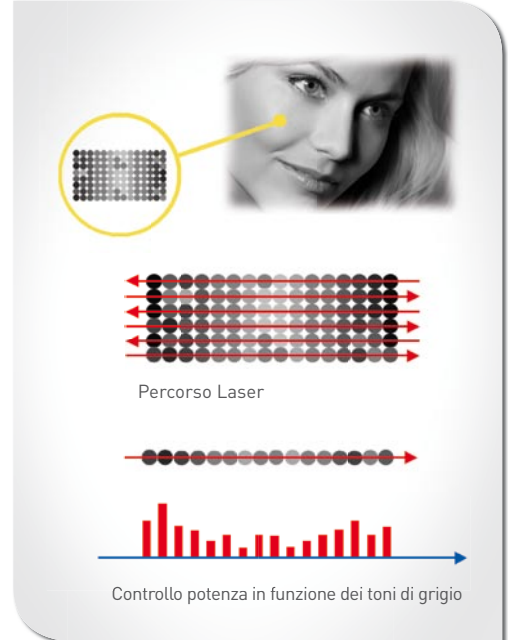 Percorso Laser
Controllo potenza in funzione dei toni di grigio